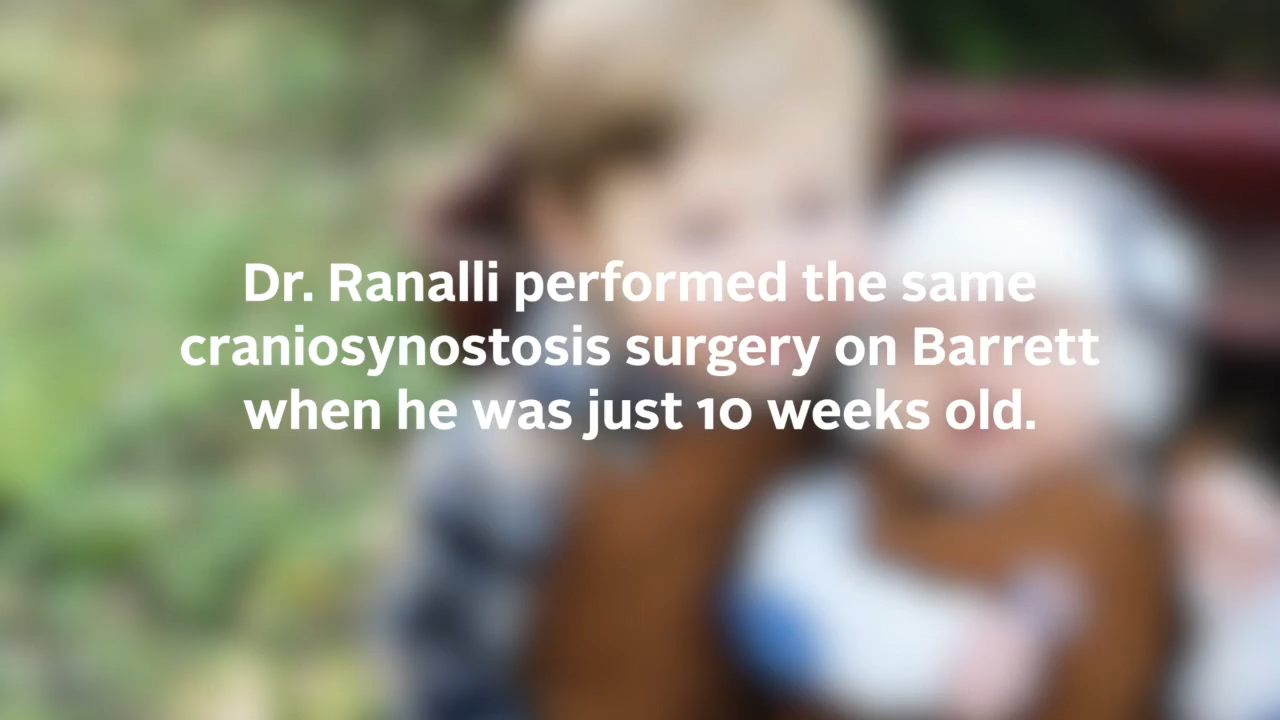 Dr. Ranalli performed the same
craniosynostosis surgery on Barrett
when he was just 10 weeks old.